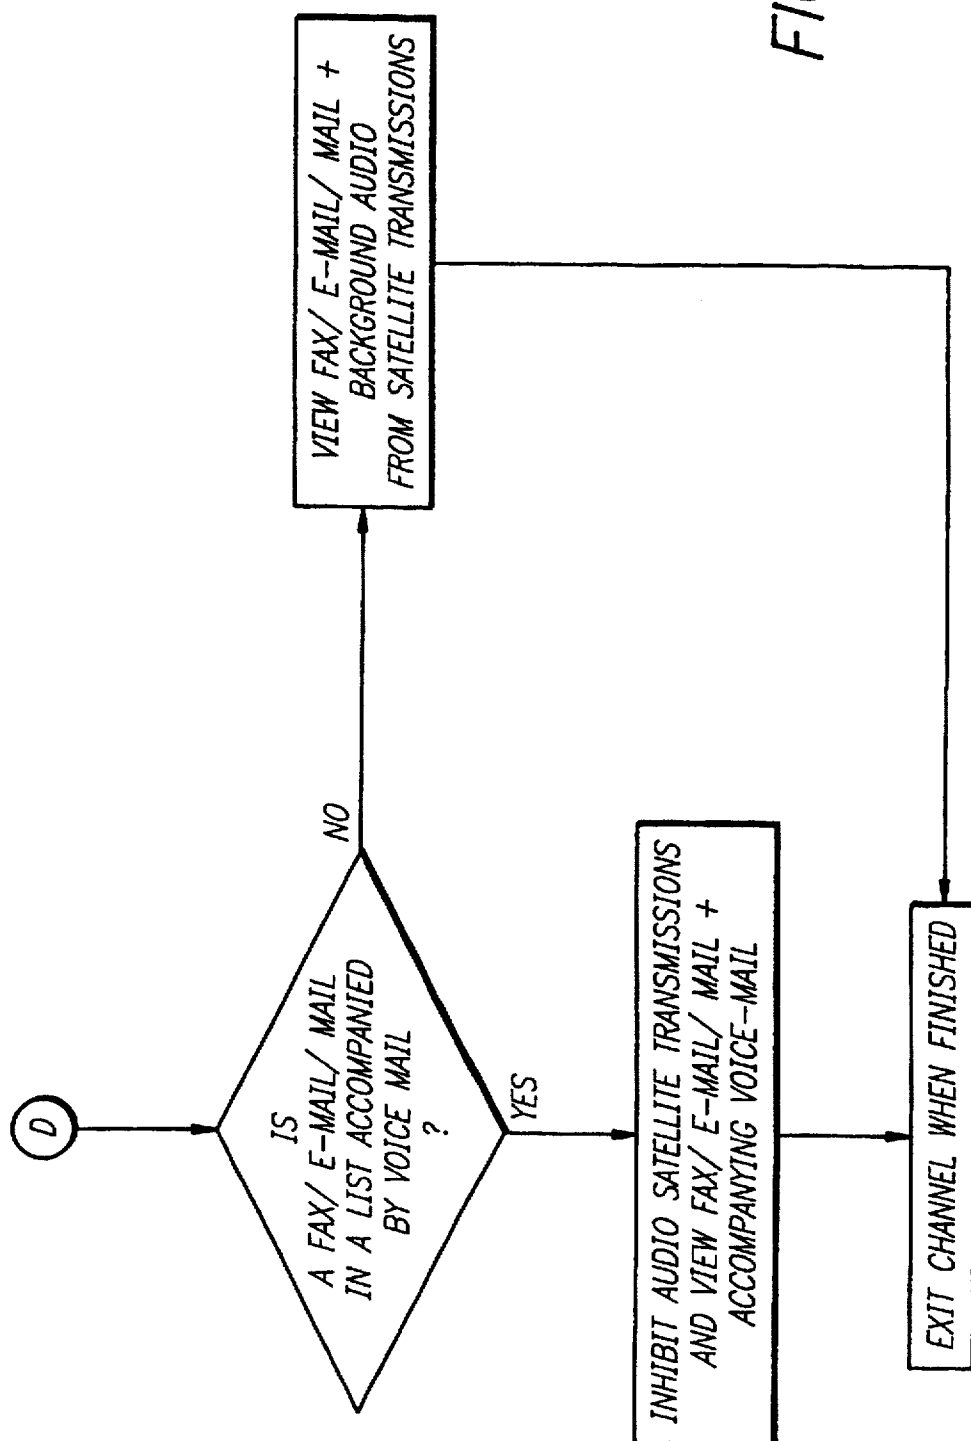 D
IS
A FAX/ E-MAIL/ MAIL
IN A LIST ACCOMPANIED
BY VOICE MAIL
?
NO
YES
VIEW FAX/ E-MAIL/ MAIL +
BACKGROUND AUDIO
FROM SATELLITE TRANSMISSIONS
INHIBIT AUDIO SATELLITE TRANSMISSIONS
AND VIEW FAX/ E-MAIL/ MAIL +
ACCOMPANYING VOICE-MAIL
EXIT CHANNEL WHEN FINISHED